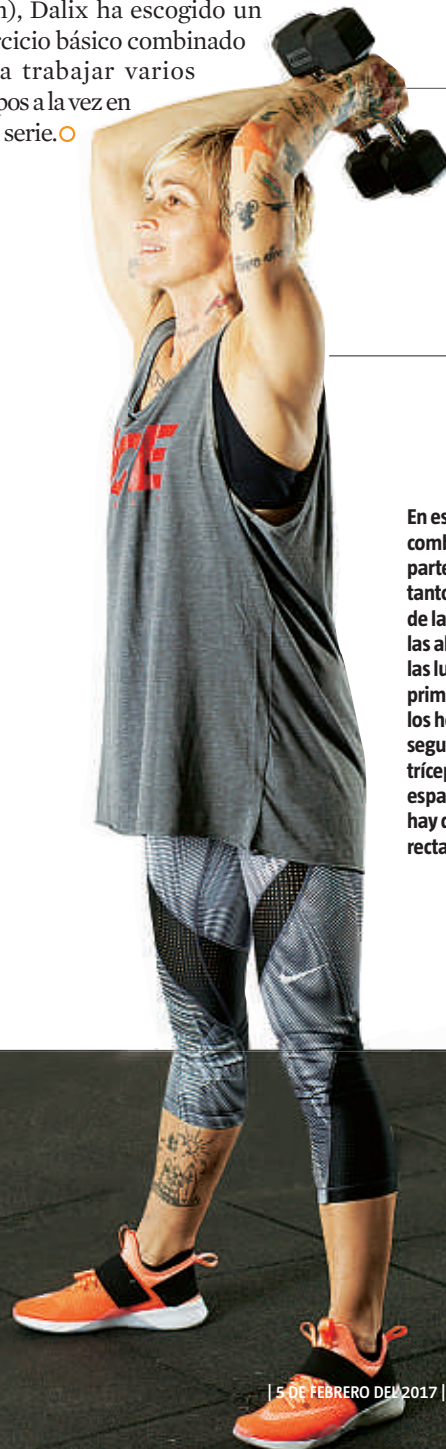 n), Dalix ha escogido un
rcicio básico combinado
a trabajar varios
pos a la vez en
serie.
En es
comb
parte
tanto
de la
las al
las lu
prim
los h
segu
trícep
espa
hay c
recta
| 5 DE FEBRERO DEL 2017 |